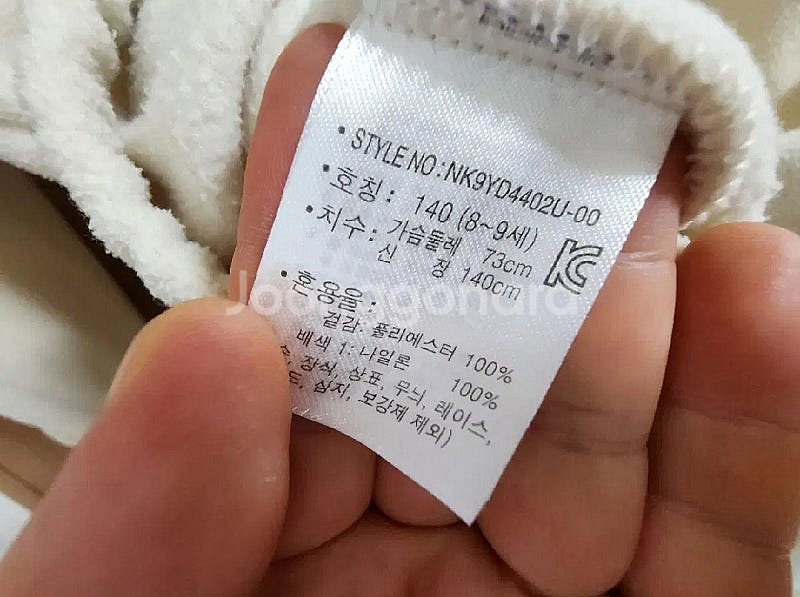 • STYLE NO : NK9YD4402U-00
• 호칭 : 140 (8~9세)
• 치수 : 가슴둘레 73cm
신 장 140cm
• 혼용율 :
겉감: 폴리에스터 100%
배색 1: 나일론 100%
장식, 상표, 무늬, 레이스,
심지, 보강제 제외)
Joonggonara